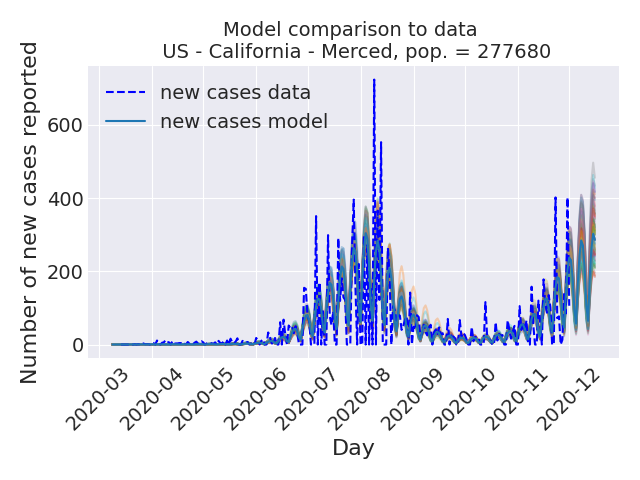 Model comparison to data
US - California - Merced, pop. = 277680
Number of new cases reported
new cases data
new cases model
600
400
200
0
2020-03
2020-04
2020-05
2020-06
2020-07
2020-08
2020-09
2020-10
2020-11
2020-12
Day